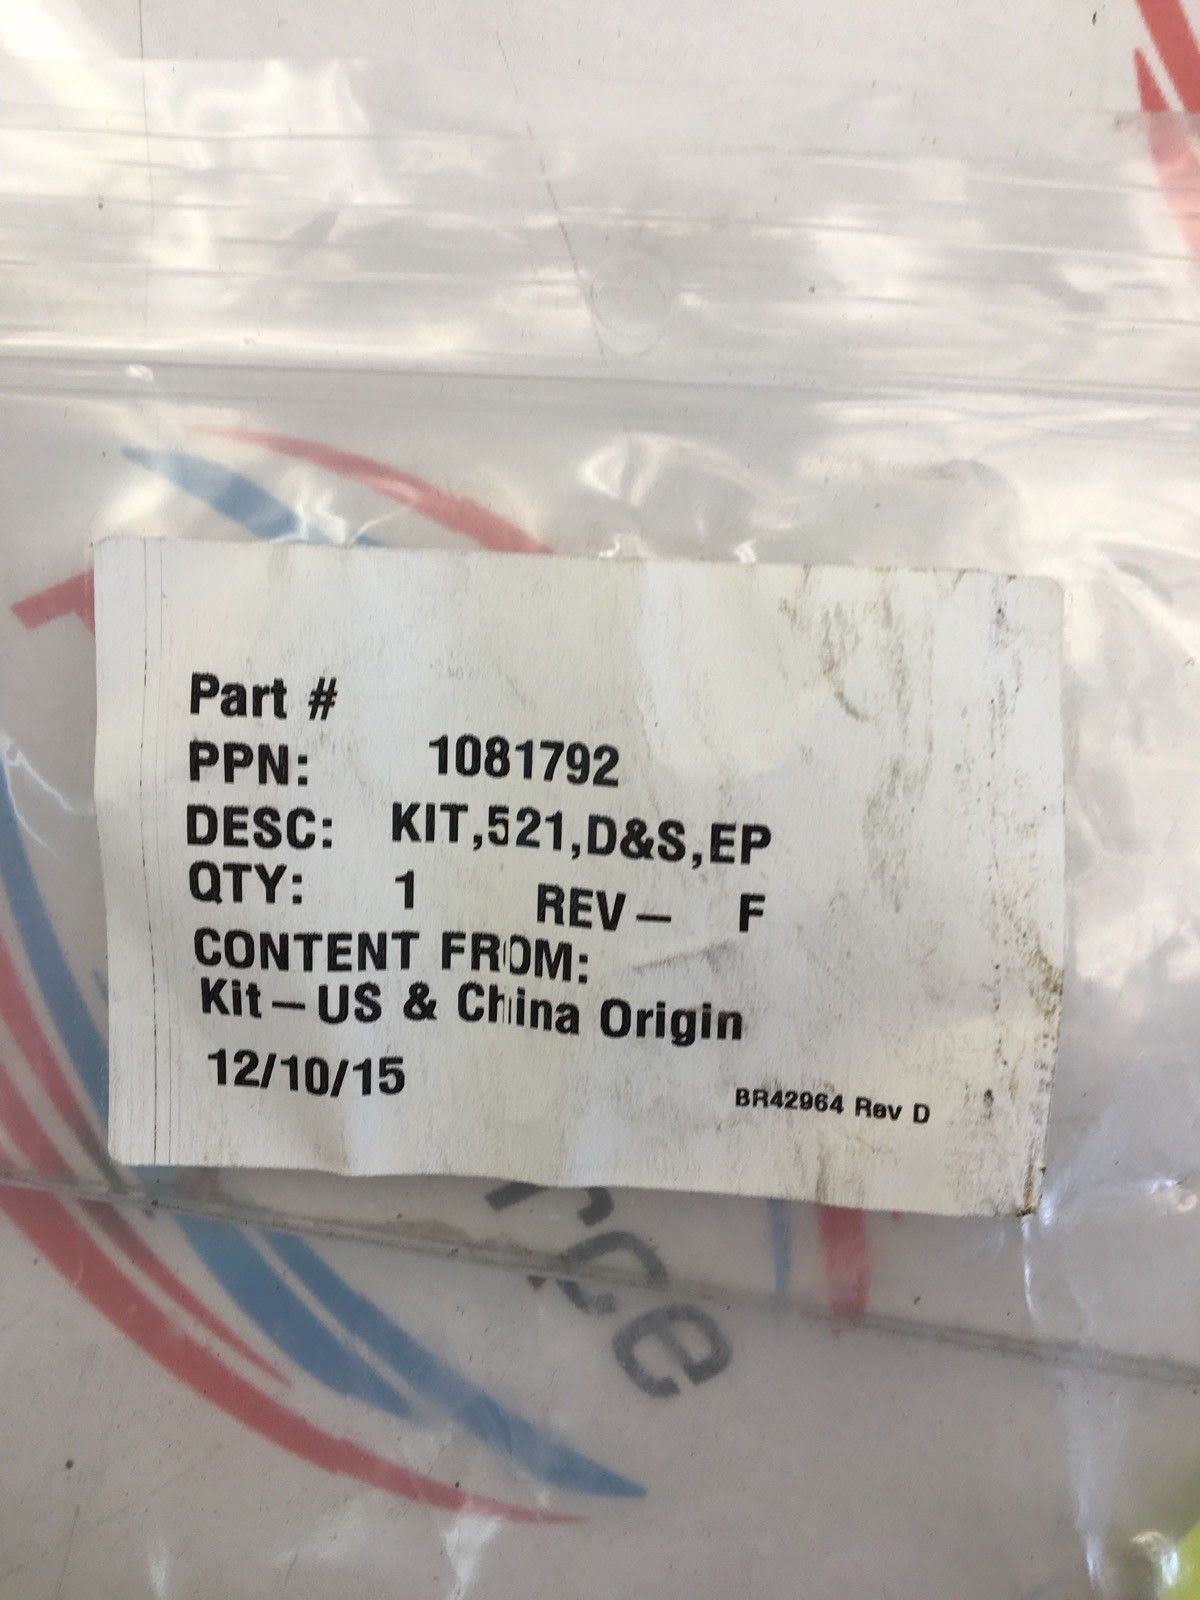 Part #
PPN: 1081792
DESC: KIT,521,D&S,EP
QTY: 1 REV- F
CONTENT FROM:
Kit-US & China Origin
12/10/15
BR42964 Rev D